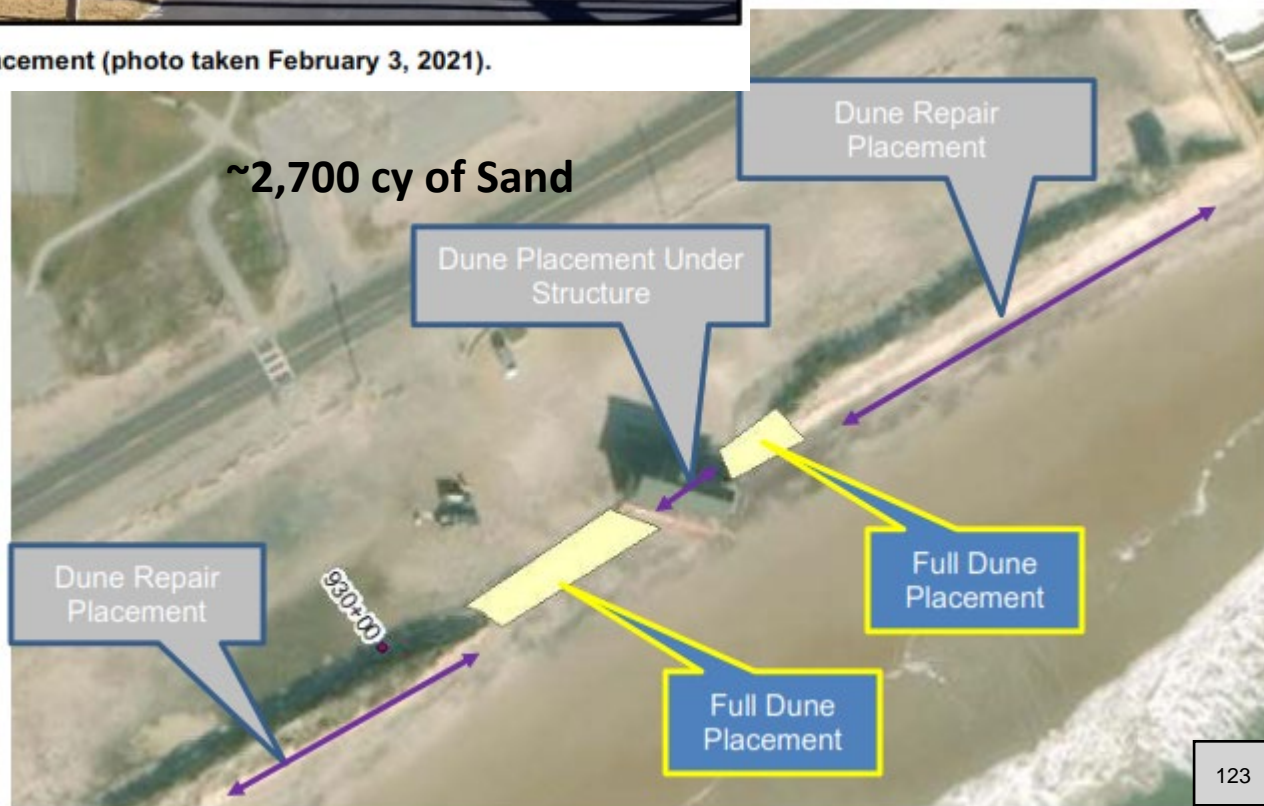 cement (photo taken February 3, 2021).
~2,700 cy of Sand
Dune Repair
Placement
Dune Placement Under
Structure
Dune Repair
Placement
930+00
Full Dune
Placement
Full Dune
Placement
123